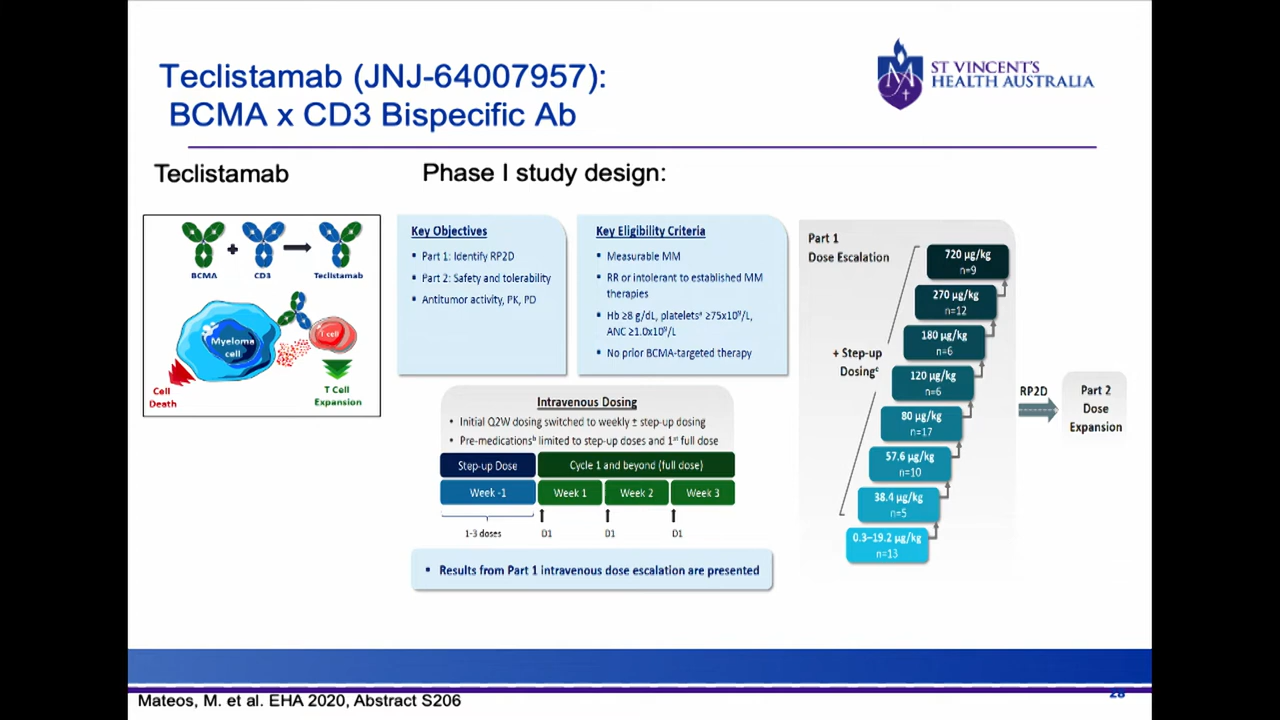 Teclistamab (JNJ-64007957):
BCMA x CD3 Bispecific Ab
ST VINCENT'S
HEALTH AUSTRALIA
Teclistamab
Phase I study design:
BCMA
+
CD3
Teclistamab
Myeloma
cell
T cell
Cell
Death
T Cell
Expansion
Key Objectives
▪ Part 1: Identify RP2D
▪ Part 2: Safety and tolerability
▪ Antitumor activity, PK, PD
Key Eligibility Criteria
▪ Measurable MM
▪ RR or intolerant to established MM
therapies
▪ Hb ≥8 g/dL, plateletsᵃ ≥75x10⁹/L,
ANC ≥1.0x10⁹/L
▪ No prior BCMA-targeted therapy
Intravenous Dosing
• Initial Q2W dosing switched to weekly ± step-up dosing
• Pre-medicationsᵇ limited to step-up doses and 1ˢᵗ full dose
Step-up Dose
Cycle 1 and beyond (full dose)
Week -1
Week 1
Week 2
Week 3
1-3 doses
D1
D1
D1
▪ Results from Part 1 intravenous dose escalation are presented
Part 1
Dose Escalation
+ Step-up
Dosingᶜ
720 µg/kg
n=9
270 µg/kg
n=12
180 µg/kg
n=6
120 µg/kg
n=6
80 µg/kg
n=17
57.6 µg/kg
n=10
38.4 µg/kg
n=5
0.3–19.2 µg/kg
n=13
RP2D
Part 2
Dose
Expansion
Mateos, M. et al. EHA 2020, Abstract S206
28